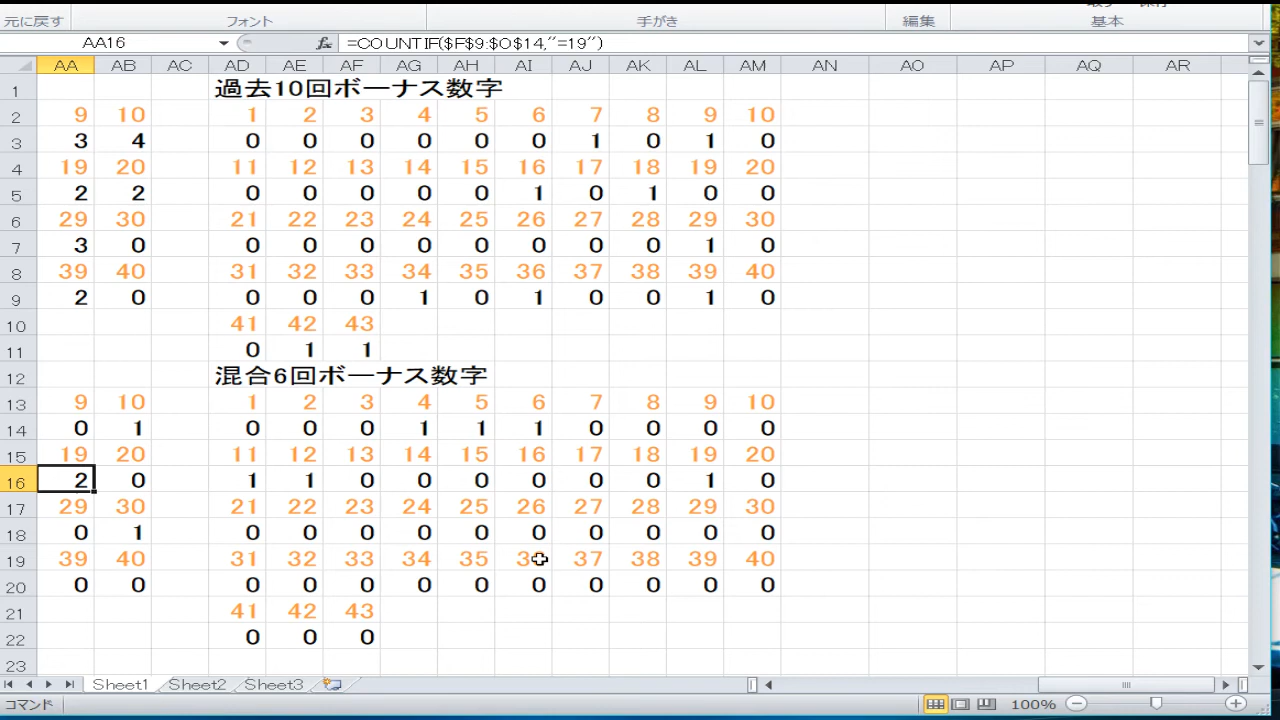 元に戻す フォント 手がき 編集 基本
AA16 fx =COUNTIF($F$9:$O$14,"=19")
AA AB AC AD AE AF AG AH AI AJ AK AL AM AN AO AP AQ AR
1 過去10回ボーナス数字
2 9 10 1 2 3 4 5 6 7 8 9 10
3 3 4 0 0 0 0 0 0 1 0 1 0
4 19 20 11 12 13 14 15 16 17 18 19 20
5 2 2 0 0 0 0 0 1 0 1 0 0
6 29 30 21 22 23 24 25 26 27 28 29 30
7 3 0 0 0 0 0 0 0 0 0 1 0
8 39 40 31 32 33 34 35 36 37 38 39 40
9 2 0 0 0 0 1 0 1 0 0 1 0
10 41 42 43
11 0 1 1
12 混合6回ボーナス数字
13 9 10 1 2 3 4 5 6 7 8 9 10
14 0 1 0 0 0 1 1 1 0 0 0 0
15 19 20 11 12 13 14 15 16 17 18 19 20
16 2 0 1 1 0 0 0 0 0 0 1 0
17 29 30 21 22 23 24 25 26 27 28 29 30
18 0 1 0 0 0 0 0 0 0 0 0 0
19 39 40 31 32 33 34 35 37 38 39 40
20 0 0 0 0 0 0 0 0 0 0 0 0
21 41 42 43
22 0 0 0
23
Sheet1 Sheet2 Sheet3
コマンド 100%